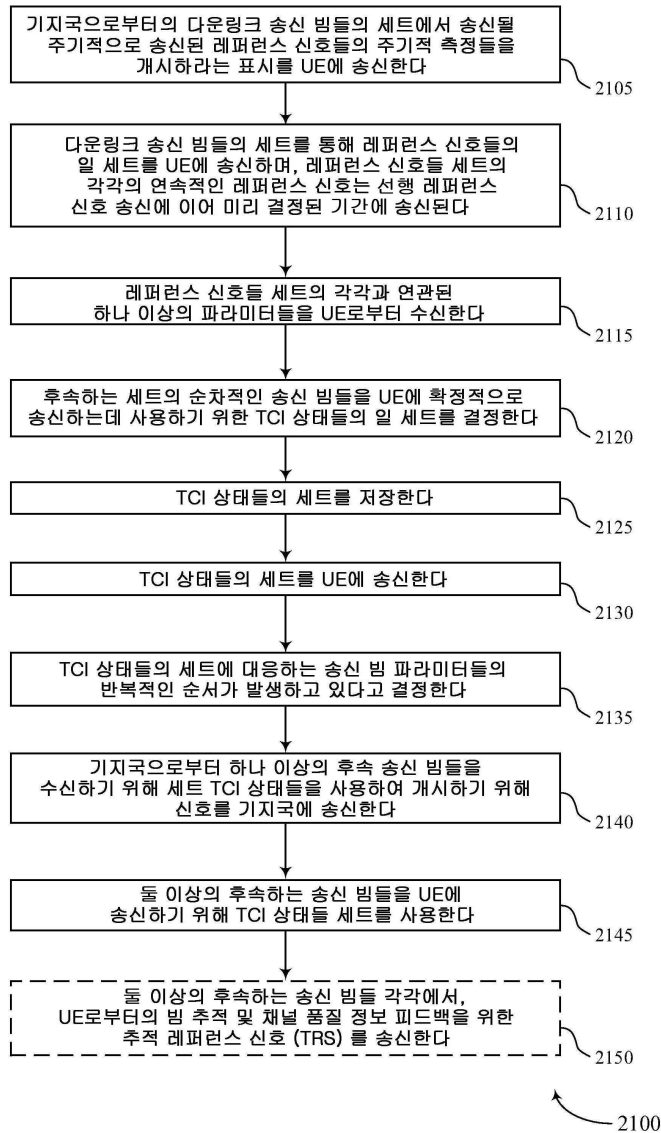 기지국으로부터의 다운링크 송신 빔들의 세트에서 송신될
주기적으로 송신된 레퍼런스 신호들의 주기적 측정들을
개시하라는 표시를 UE에 송신한다
2105
다운링크 송신 빔들의 세트를 통해 레퍼런스 신호들의
일 세트를 UE에 송신하며, 레퍼런스 신호들 세트의
각각의 연속적인 레퍼런스 신호는 선행 레퍼런스
신호 송신에 이어 미리 결정된 기간에 송신된다
2110
레퍼런스 신호들 세트의 각각과 연관된
하나 이상의 파라미터들을 UE로부터 수신한다
2115
후속하는 세트의 순차적인 송신 빔들을 UE에 확정적으로
송신하는데 사용하기 위한 TCI 상태들의 일 세트를 결정한다
2120
TCI 상태들의 세트를 저장한다
2125
TCI 상태들의 세트를 UE에 송신한다
2130
TCI 상태들의 세트에 대응하는 송신 빔 파라미터들의
반복적인 순서가 발생하고 있다고 결정한다
2135
기지국으로부터 하나 이상의 후속 송신 빔들을
수신하기 위해 세트 TCI 상태들을 사용하여 개시하기 위해
신호를 기지국에 송신한다
2140
둘 이상의 후속하는 송신 빔들을 UE에
송신하기 위해 TCI 상태들 세트를 사용한다
2145
둘 이상의 후속하는 송신 빔들 각각에서,
UE로부터의 빔 추적 및 채널 품질 정보 피드백을 위한
추적 레퍼런스 신호 (TRS) 를 송신한다
2150
2100